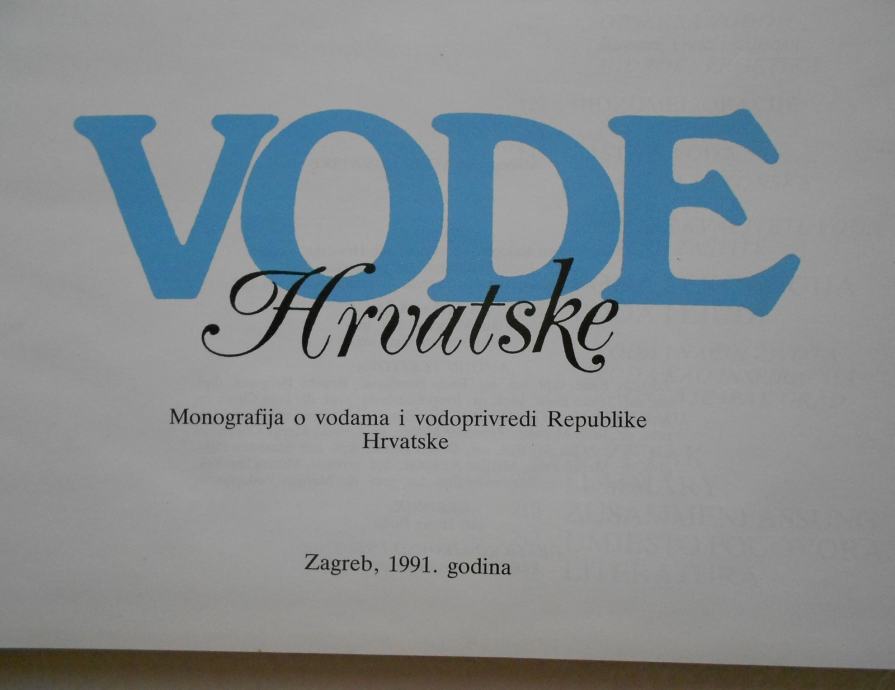 VODE
Hrvatske
Monografija o vodama i vodoprivredi Republike
Hrvatske
Zagreb, 1991. godina